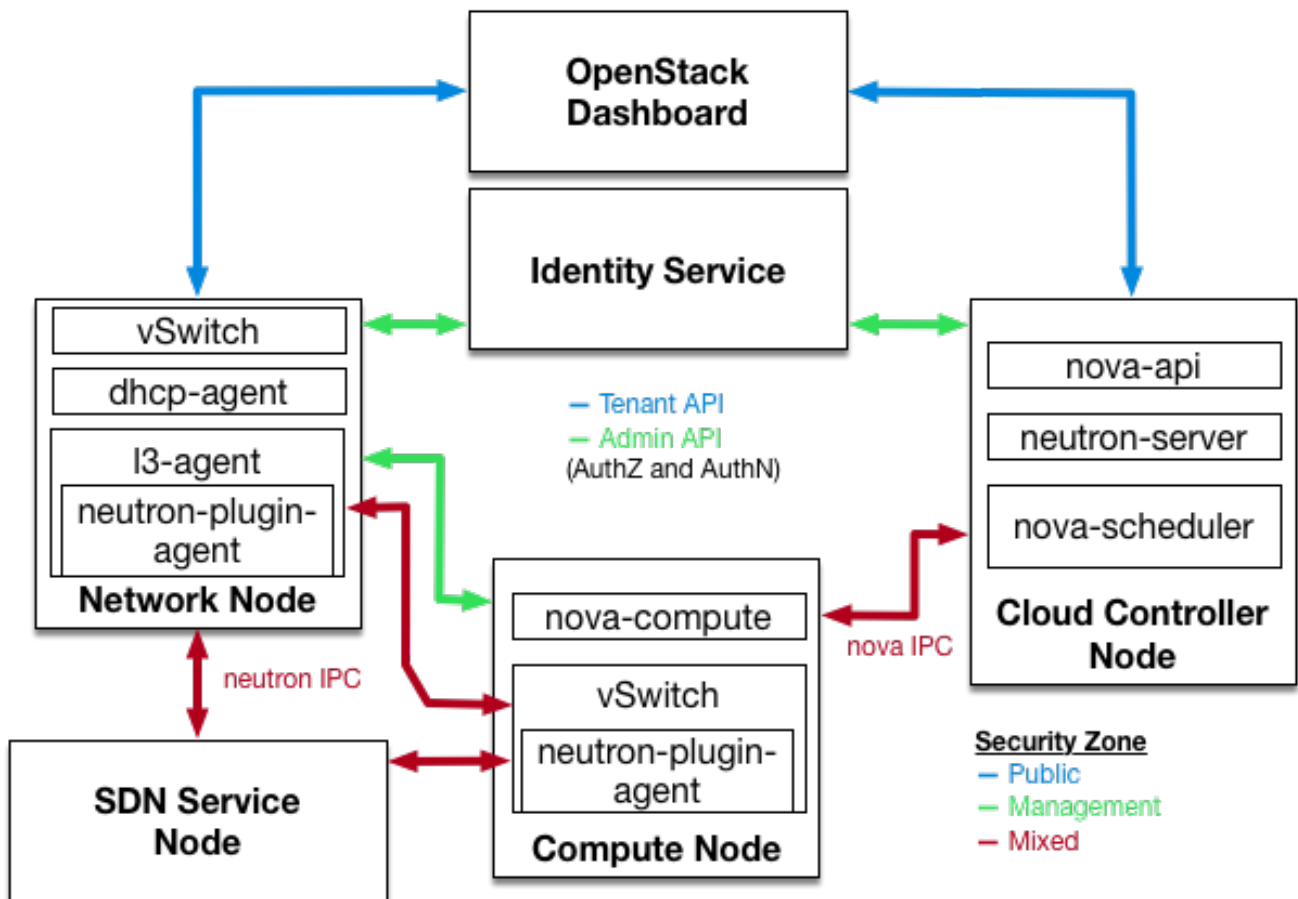 OpenStack
Dashboard
Identity Service
vSwitch
dhcp-agent
l3-agent
neutron-plugin-
agent
Network Node
— Tenant API
— Admin API
(AuthZ and AuthN)
nova-api
neutron-server
nova-scheduler
Cloud Controller
Node
nova-compute
vSwitch
neutron-plugin-
agent
Compute Node
nova IPC
neutron IPC
SDN Service
Node
Security Zone
— Public
— Management
— Mixed